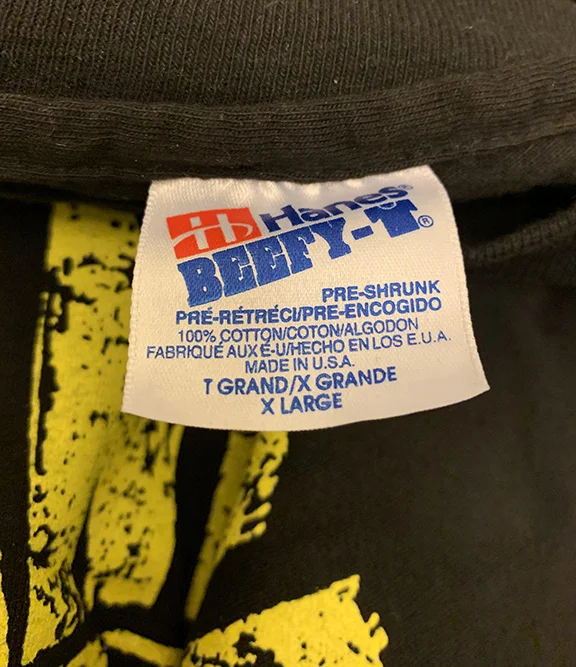 Hanes®
BEEFY-T®
PRE-SHRUNK
PRÉ-RÉTRÉCI/PRE-ENCOGIDO
100% COTTON/COTON/ALGODON
FABRIQUÉ AUX É-U/HECHO EN LOS E.U.A.
MADE IN U.S.A.
T GRAND/X GRANDE
X LARGE